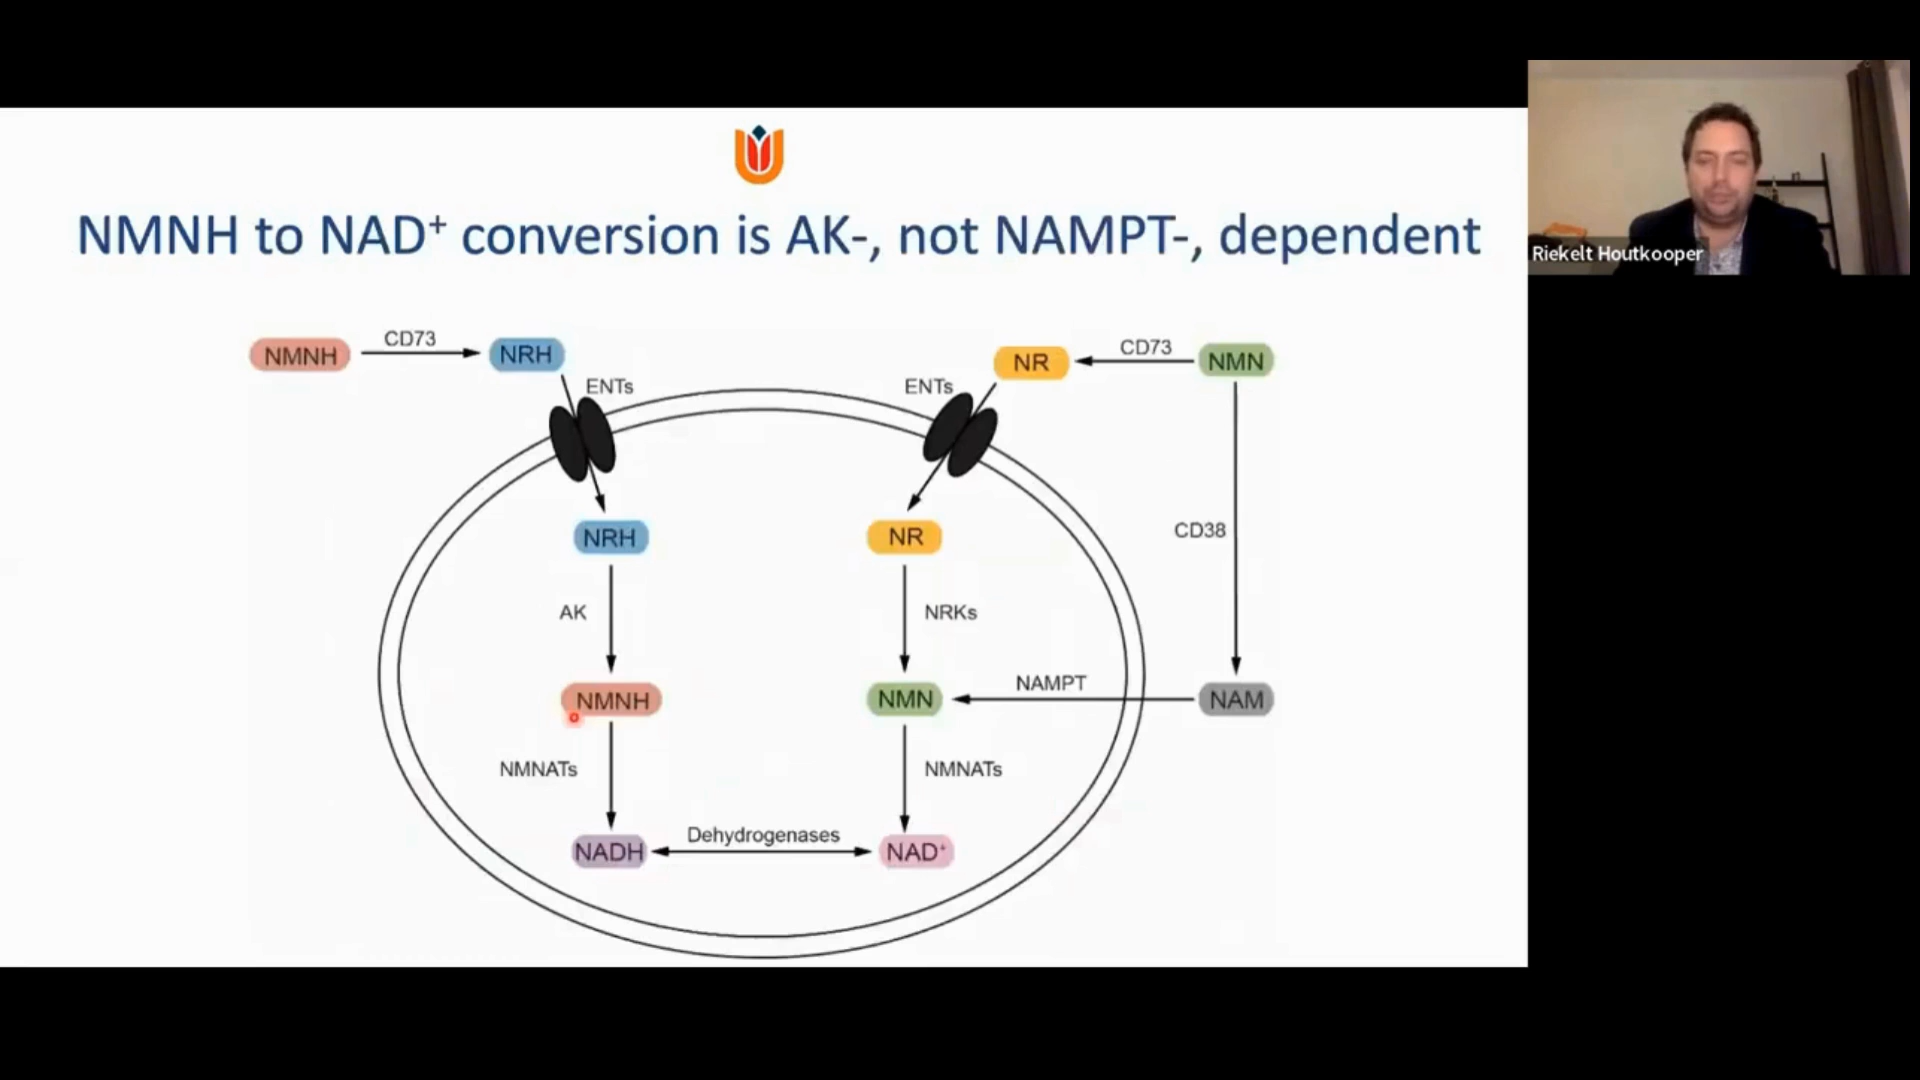 NMNH to NAD⁺ conversion is AK-, not NAMPT-, dependent
Riekelt Houtkooper
NMNH
CD73
NRH
NR
CD73
NMN
ENTs
ENTs
CD38
NRH
NR
AK
NRKs
NMNH
NMN
NAMPT
NAM
NMNATs
NMNATs
NADH
Dehydrogenases
NAD⁺